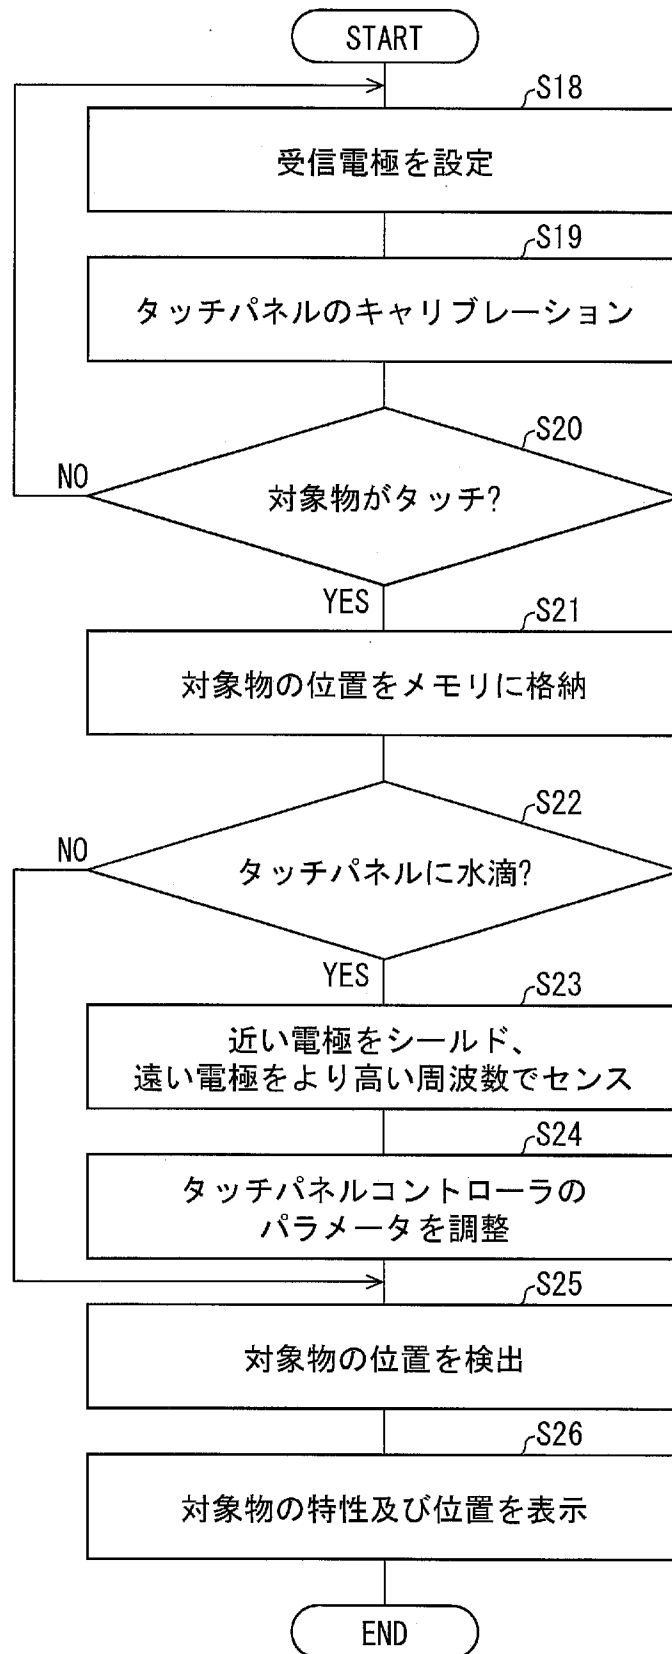 START
S18
受信電極を設定
S19
タッチパネルのキャリブレーション
S20
対象物がタッチ?
NO
YES
S21
対象物の位置をメモリに格納
S22
タッチパネルに水滴?
NO
YES
S23
近い電極をシールド、
遠い電極をより高い周波数でセンス
S24
タッチパネルコントローラの
パラメータを調整
S25
対象物の位置を検出
S26
対象物の特性及び位置を表示
END